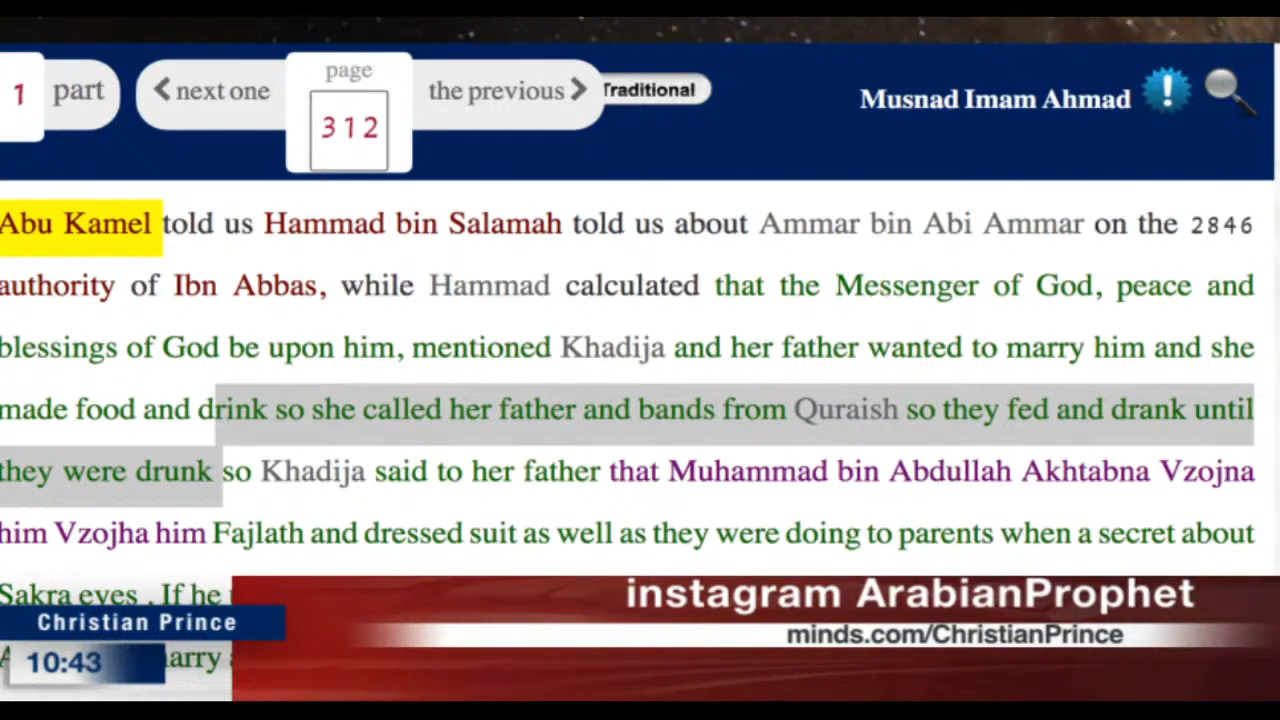 1 part
next one
page
312
the previous
Traditional
Musnad Imam Ahmad
Abu Kamel told us Hammad bin Salamah told us about Ammar bin Abi Ammar on the 2846
authority of Ibn Abbas, while Hammad calculated that the Messenger of God, peace and
blessings of God be upon him, mentioned Khadija and her father wanted to marry him and she
made food and drink so she called her father and bands from Quraish so they fed and drank until
they were drunk so Khadija said to her father that Muhammad bin Abdullah Akhtabna Vzojna
him Vzojha him Fajlath and dressed suit as well as they were doing to parents when a secret about
Sakra eyes . If he
instagram ArabianProphet
Christian Prince
minds.com/ChristianPrince
10:43